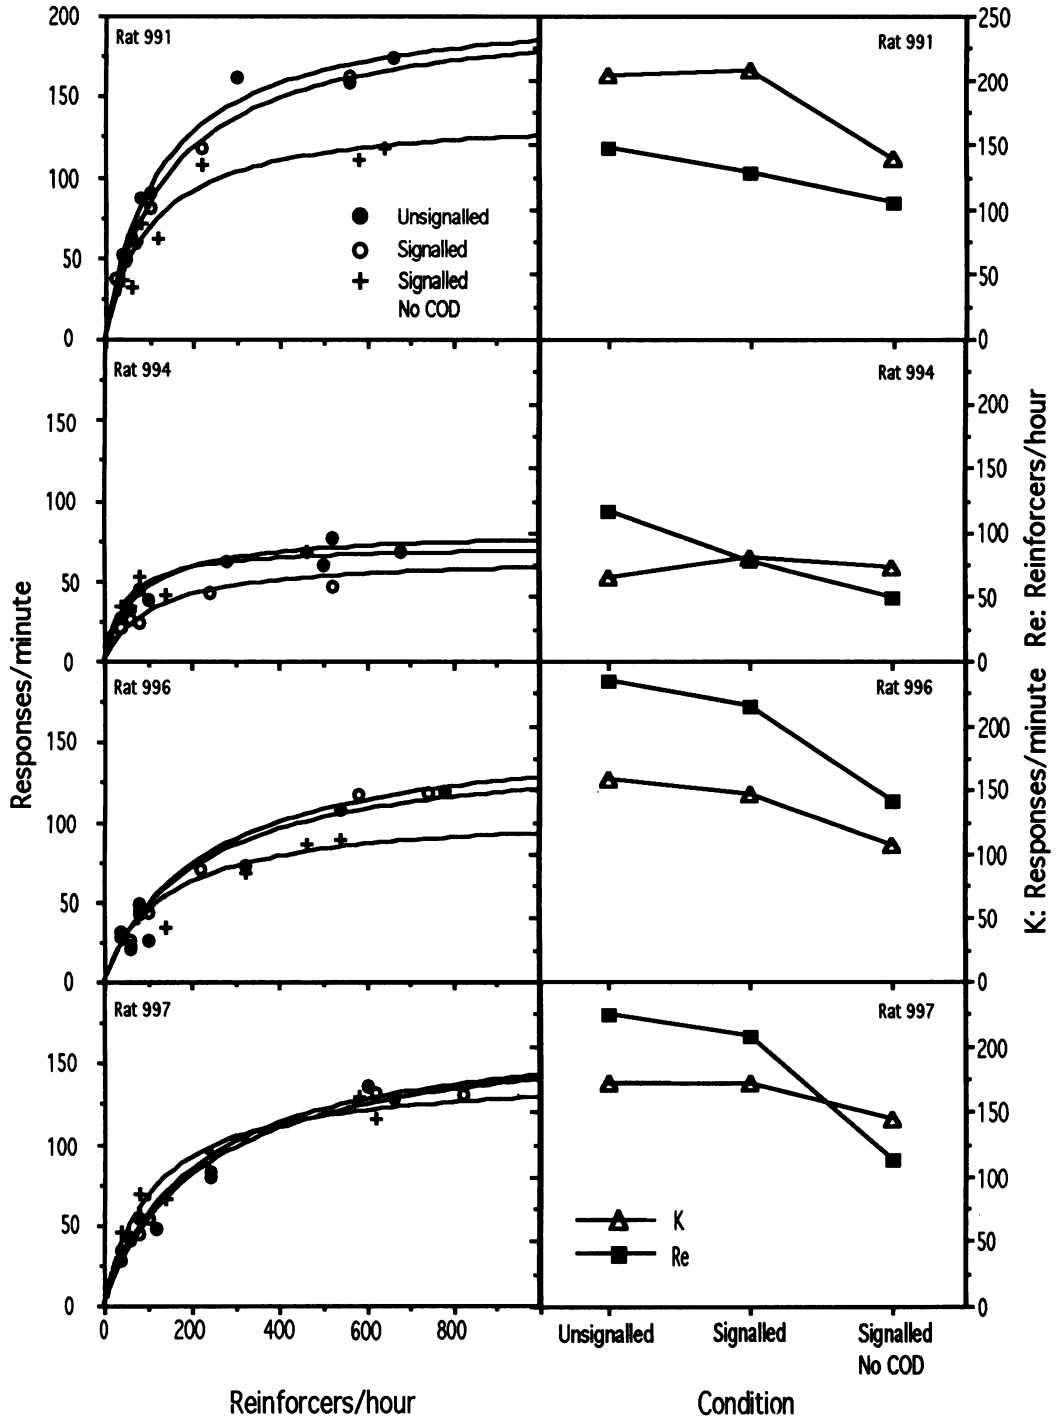 200
150
100
50
0
Rat 991
Unsignalled
Signalled
Signalled
No COD
Rat 991
250
200
150
100
50
0
Rat 994
150
100
50
0
Rat 994
200
150
100
50
0
Rat 996
150
100
50
0
Rat 996
200
150
100
50
0
Rat 997
150
100
50
0
0
200
400
600
800
Rat 997
K
Re
200
150
100
50
0
Unsignalled
Signalled
Signalled
No COD
Responses/minute
K: Responses/minute Re: Reinforcers/hour
Reinforcers/hour
Condition